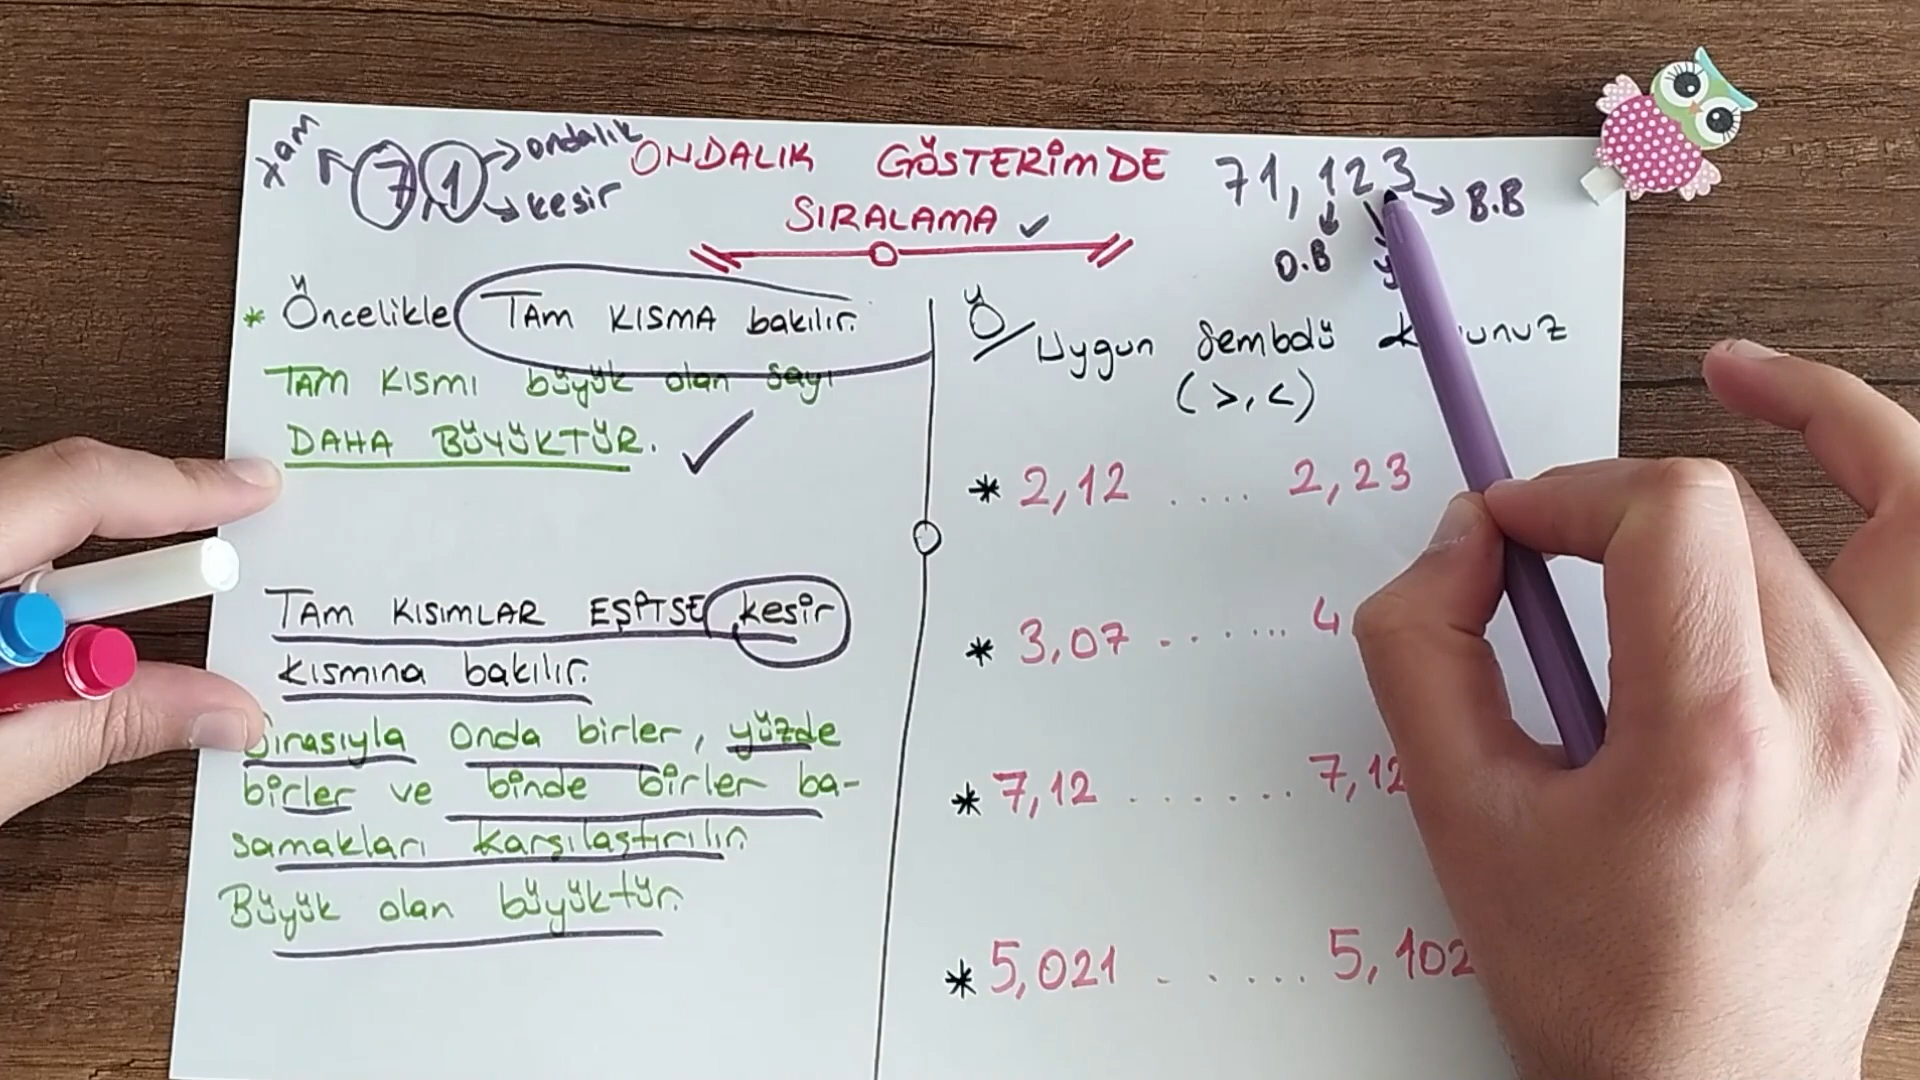 tam 7,1 ondalık
kesir
ONDALIK GÖSTERİMDE
SIRALAMA ✓
71,123
B.B
O.B
* Öncelikle TAM KISMA bakılır.
TAM KISMI büyük olan sayı
DAHA BÜYÜKTÜR. ✓
TAM KISIMLAR EŞİTSE kesir
kısmına bakılır.
Sırasıyla onda birler, yüzde
birler ve binde birler ba-
samakları karşılaştırılır.
Büyük olan büyüktür.
Ö/ Uygun Sembolü
(>,<)
* 2,12 .... 2,23
* 3,07 ...... 4
* 7,12 ....... 7,12
* 5,021 ...... 5,102